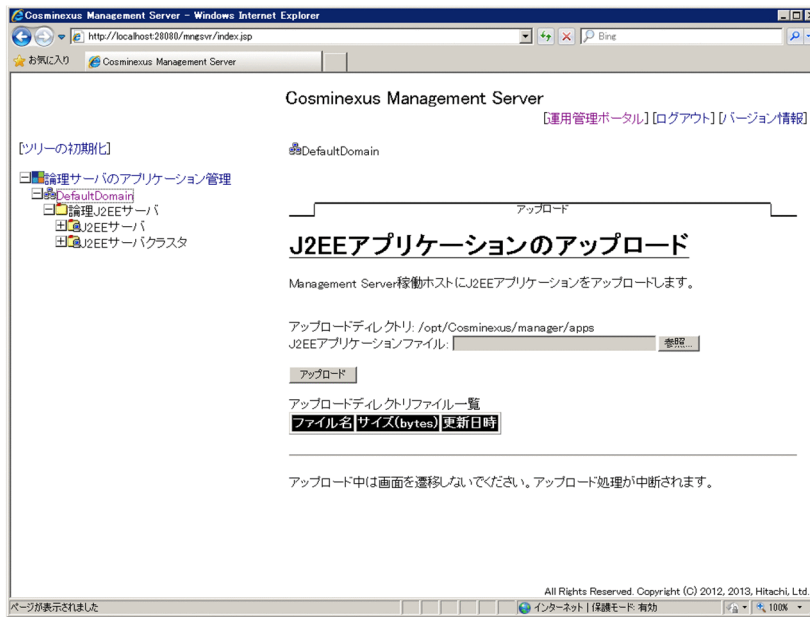 Cosminexus Management Server - Windows Internet Explorer
http://localhost:28080/mngsvr/index.jsp
Bing
お気に入り
Cosminexus Management Server
Cosminexus Management Server
[運用管理ポータル] [ログアウト] [バージョン情報]
[ツリーの初期化]
DefaultDomain
論理サーバのアプリケーション管理
DefaultDomain
論理J2EEサーバ
J2EEサーバ
J2EEサーバクラスタ
アップロード
J2EEアプリケーションのアップロード
Management Server稼働ホストにJ2EEアプリケーションをアップロードします。
アップロードディレクトリ: /opt/Cosminexus/manager/apps
J2EEアプリケーションファイル:
参照...
アップロード
アップロードディレクトリファイル一覧
ファイル名 サイズ(bytes) 更新日時
アップロード中は画面を遷移しないでください。アップロード処理が中断されます。
All Rights Reserved. Copyright (C) 2012, 2013, Hitachi, Ltd.
ページが表示されました
インターネット | 保護モード: 有効
100%